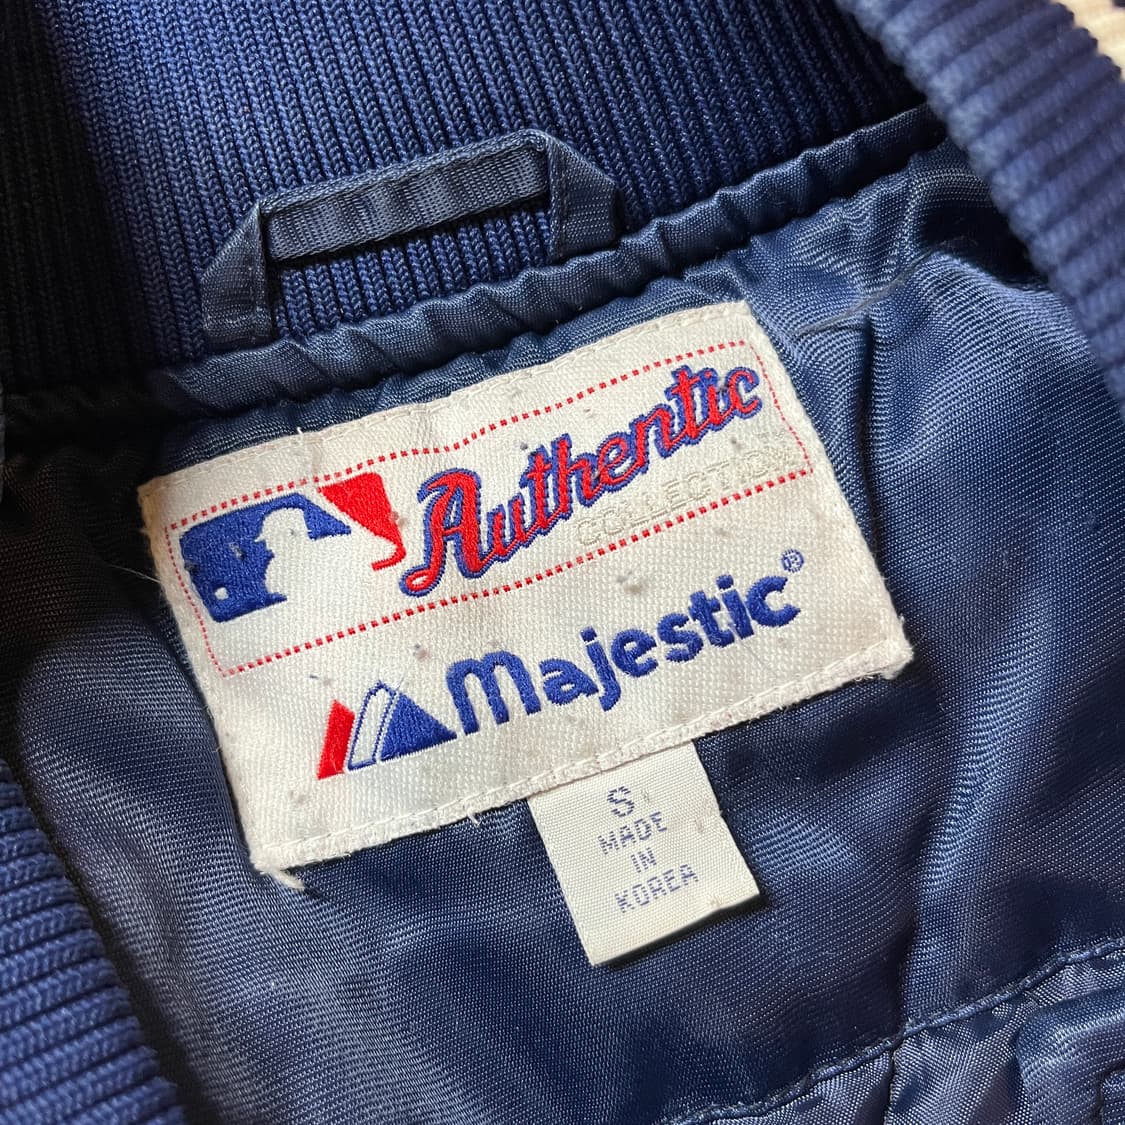 Authentic
COLLECTION
Majestic®
S
MADE
IN
KOREA